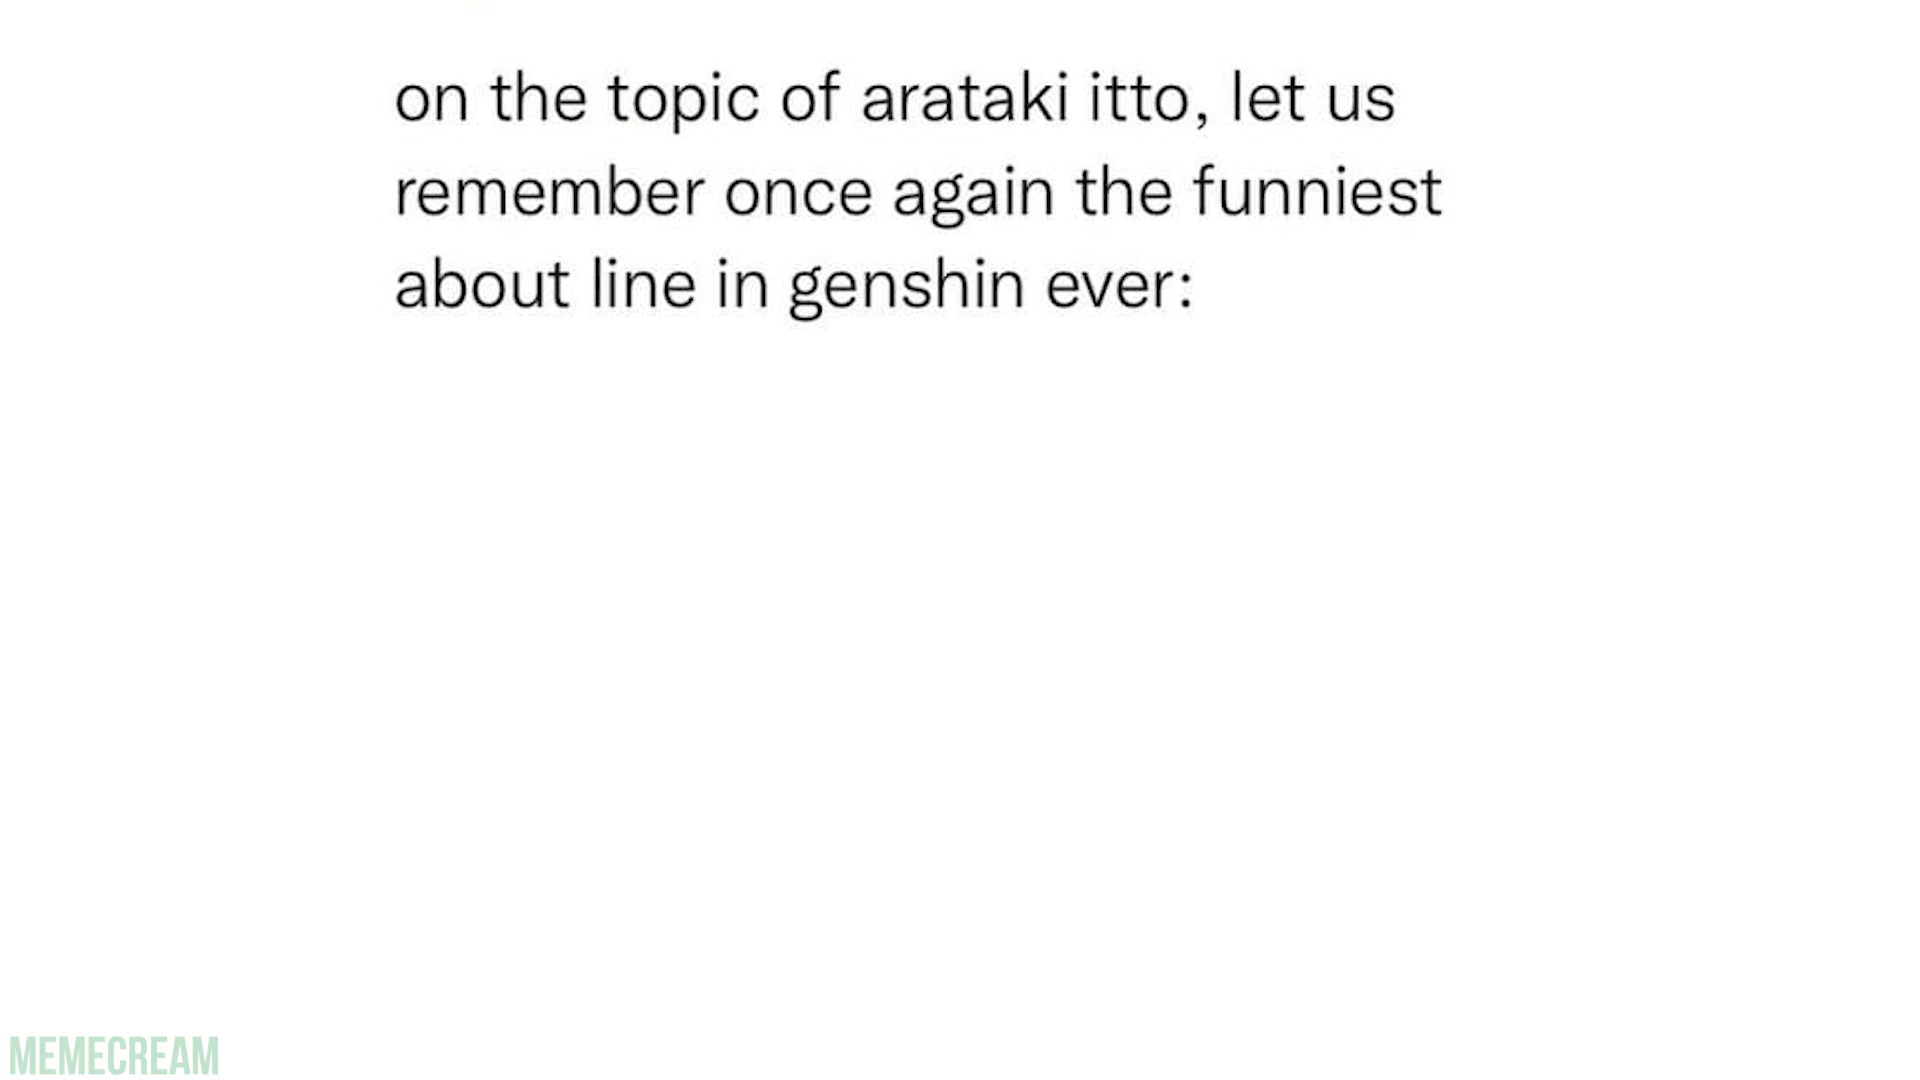 on the topic of arataki itto, let us
remember once again the funniest
about line in genshin ever:
MEMECREAM